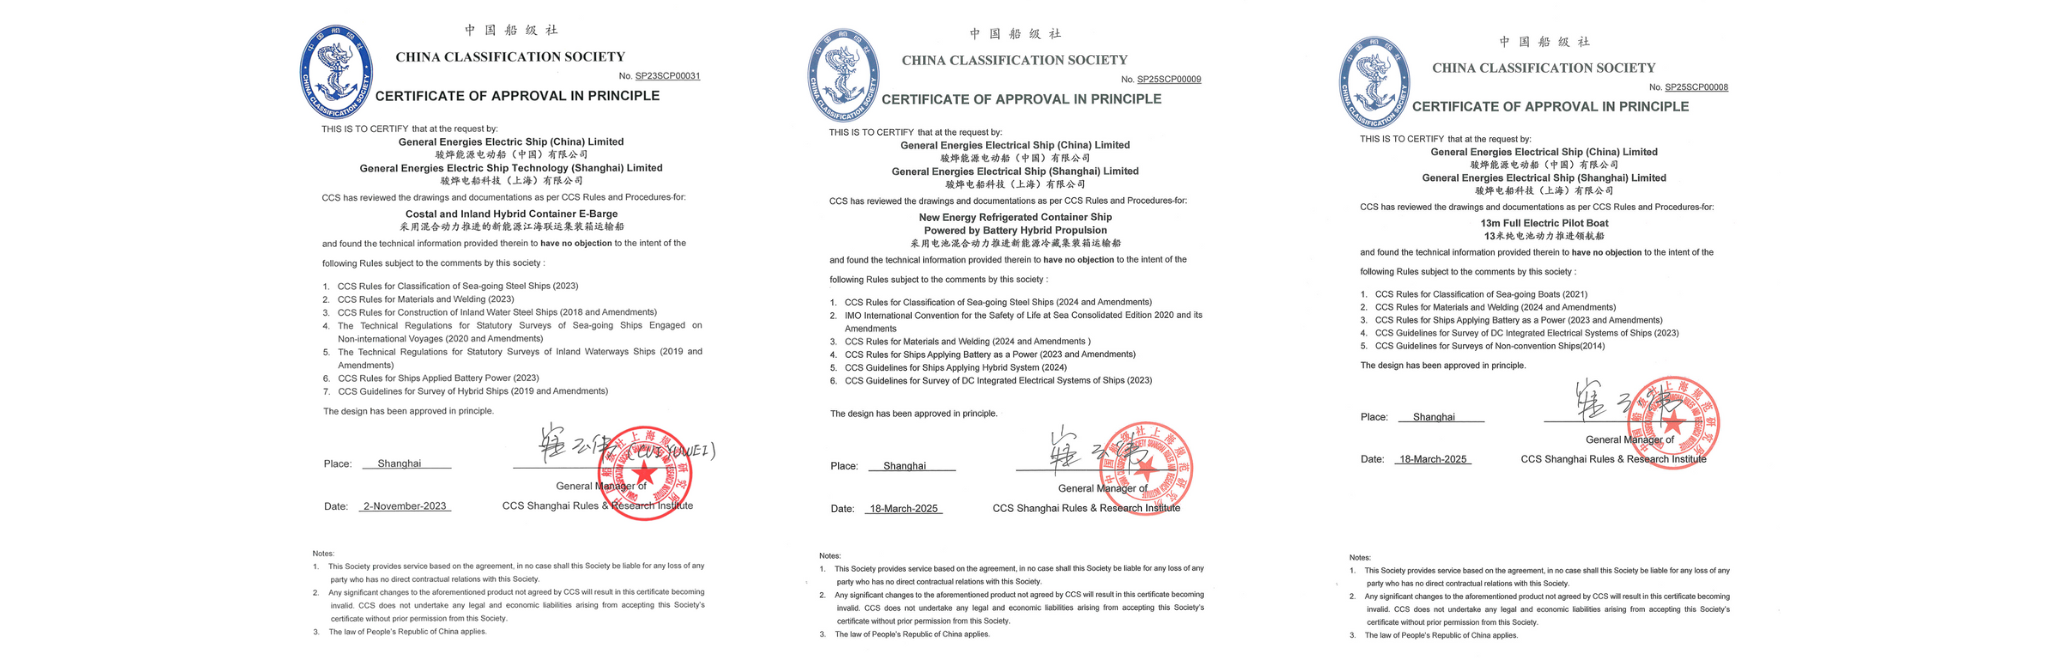 中国船级社
CHINA CLASSIFICATION SOCIETY
No. SP23SCP00031
CERTIFICATE OF APPROVAL IN PRINCIPLE
THIS IS TO CERTIFY that at the request by:
General Energies Electric Ship (China) Limited
骏烨能源电动船（中国）有限公司
General Energies Electric Ship Technology (Shanghai) Limited
骏烨电船科技（上海）有限公司
CCS has reviewed the drawings and documentations as per CCS Rules and Procedures for:
Costal and Inland Hybrid Container E-Barge
采用混合动力推进的新能源江海联运集装箱运输船
and found the technical information provided therein to have no objection to the intent of the
following Rules subject to the comments by this society :
1. CCS Rules for Classification of Sea-going Steel Ships (2023)
2. CCS Rules for Materials and Welding (2023)
3. CCS Rules for Construction of Inland Water Steel Ships (2018 and Amendments)
4. The Technical Regulations for Statutory Surveys of Sea-going Ships Engaged on
Non-international Voyages (2020 and Amendments)
5. The Technical Regulations for Statutory Surveys of Inland Waterways Ships (2019 and
Amendments)
6. CCS Rules for Ships Applied Battery Power (2023)
7. CCS Guidelines for Survey of Hybrid Ships (2019 and Amendments)
The design has been approved in principle.
崔玉伟 (CUI YUWEI)
Place: Shanghai
General Manager of
Date: 2-November-2023 CCS Shanghai Rules & Research Institute
Notes:
1. This Society provides service based on the agreement, in no case shall this Society be liable for any loss of any
party who has no direct contractual relations with this Society.
2. Any significant changes to the aforementioned product not agreed by CCS will result in this certificate becoming
invalid. CCS does not undertake any legal and economic liabilities arising from accepting this Society's
certificate without prior permission from this Society.
3. The law of People's Republic of China applies.
中国船级社
CHINA CLASSIFICATION SOCIETY
No. SP25SCP00009
CERTIFICATE OF APPROVAL IN PRINCIPLE
THIS IS TO CERTIFY that at the request by:
General Energies Electrical Ship (China) Limited
骏烨能源电动船（中国）有限公司
General Energies Electrical Ship (Shanghai) Limited
骏烨电船科技（上海）有限公司
CCS has reviewed the drawings and documentations as per CCS Rules and Procedures for:
New Energy Refrigerated Container Ship
Powered by Battery Hybrid Propulsion
采用电池混合动力推进新能源冷藏集装箱运输船
and found the technical information provided therein to have no objection to the intent of the
following Rules subject to the comments by this society :
1. CCS Rules for Classification of Sea-going Steel Ships (2024 and Amendments)
2. IMO International Convention for the Safety of Life at Sea Consolidated Edition 2020 and its
Amendments
3. CCS Rules for Materials and Welding (2024 and Amendments )
4. CCS Rules for Ships Applying Battery as a Power (2023 and Amendments)
5. CCS Guidelines for Ships Applying Hybrid System (2024)
6. CCS Guidelines for Survey of DC Integrated Electrical Systems of Ships (2023)
The design has been approved in principle.
Place: Shanghai
General Manager of
Date: 18-March-2025 CCS Shanghai Rules & Research Institute
Notes:
1. This Society provides service based on the agreement, in no case shall this Society be liable for any loss of any
party who has no direct contractual relations with this Society.
2. Any significant changes to the aforementioned product not agreed by CCS will result in this certificate becoming
invalid. CCS does not undertake any legal and economic liabilities arising from accepting this Society's
certificate without prior permission from this Society.
3. The law of People's Republic of China applies.
中国船级社
CHINA CLASSIFICATION SOCIETY
No. SP25SCP00008
CERTIFICATE OF APPROVAL IN PRINCIPLE
THIS IS TO CERTIFY that at the request by:
General Energies Electrical Ship (China) Limited
骏烨能源电动船（中国）有限公司
General Energies Electrical Ship (Shanghai) Limited
骏烨电船科技（上海）有限公司
CCS has reviewed the drawings and documentations as per CCS Rules and Procedures for:
13m Full Electric Pilot Boat
13米纯电池动力推进领航船
and found the technical information provided therein to have no objection to the intent of the
following Rules subject to the comments by this society :
1. CCS Rules for Classification of Sea-going Boats (2021)
2. CCS Rules for Materials and Welding (2024 and Amendments)
3. CCS Rules for Ships Applying Battery as a Power (2023 and Amendments)
4. CCS Guidelines for Survey of DC Integrated Electrical Systems of Ships (2023)
5. CCS Guidelines for Surveys of Non-convention Ships(2014)
The design has been approved in principle.
Place: Shanghai
General Manager of
Date: 18-March-2025 CCS Shanghai Rules & Research Institute
Notes:
1. This Society provides service based on the agreement, in no case shall this Society be liable for any loss of any
party who has no direct contractual relations with this Society.
2. Any significant changes to the aforementioned product not agreed by CCS will result in this certificate becoming
invalid. CCS does not undertake any legal and economic liabilities arising from accepting this Society's
certificate without prior permission from this Society.
3. The law of People's Republic of China applies.